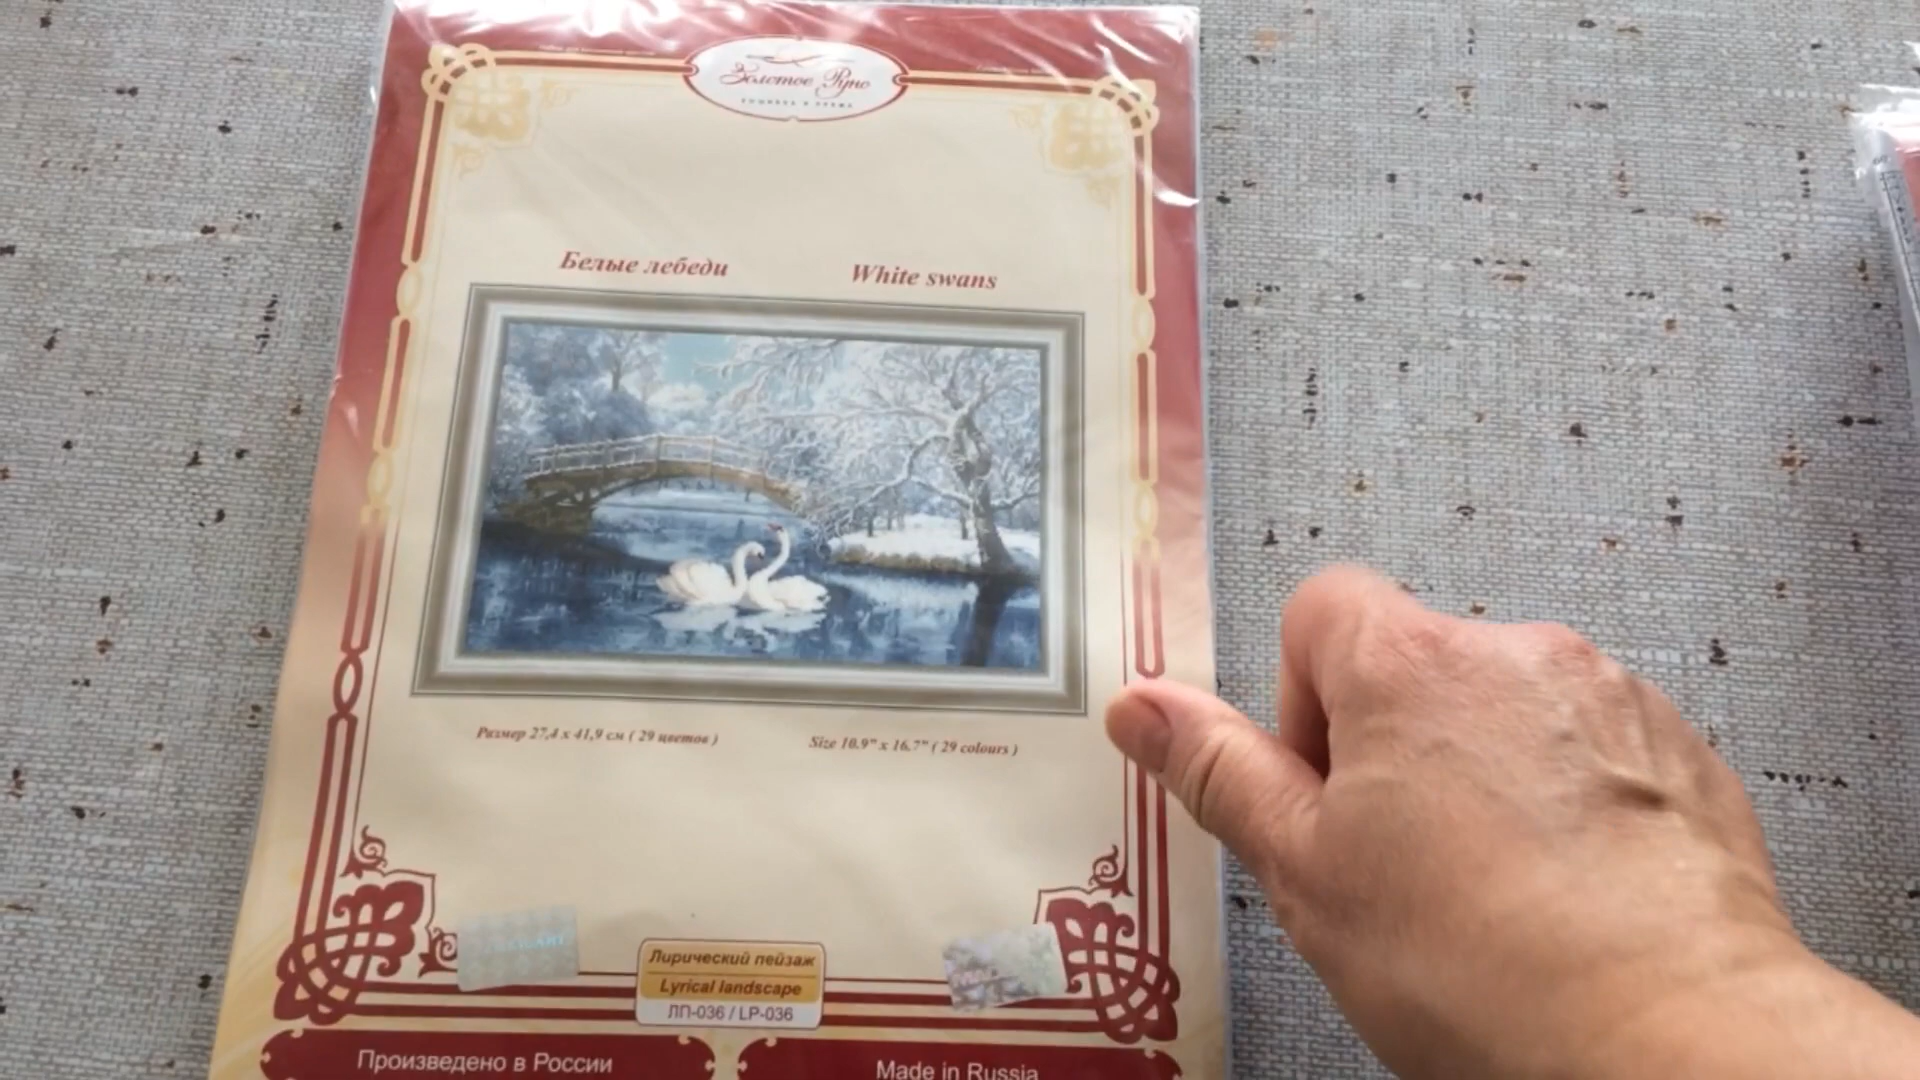 Золотое Руно
Белые лебеди
White swans
Размер 27,4 х 41,9 см ( 29 цветов )
Size 10.9" x 16.7" ( 29 colours )
Лирический пейзаж
Lyrical landscape
ЛП-036 / LP-036
Произведено в России
Made in Russia